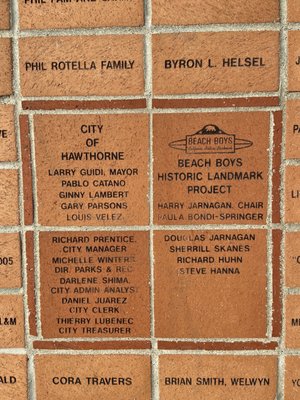 PHIL ROTELLA FAMILY
BYRON L. HELSEL
CITY
OF
HAWTHORNE
LARRY GUIDI, MAYOR
PABLO CATANO
GINNY LAMBERT
GARY PARSONS
LOUIS VELEZ
BEACH BOYS
BEACH BOYS
HISTORIC LANDMARK
PROJECT
HARRY JARNAGAN, CHAIR
PAULA BONDI-SPRINGER
RICHARD PRENTICE,
CITY MANAGER
MICHELLE WINTERS
DIR. PARKS & REC
DARLENE SHIMA,
CITY ADMIN ANALYST
DANIEL JUAREZ
CITY CLERK
THIERRY LUBENEC
CITY TREASURER
DOUGLAS JARNAGAN
SHERRILL SKANES
RICHARD HUHN
STEVE HANNA
005
L&M
ALD
CORA TRAVERS
BRIAN SMITH, WELWYN